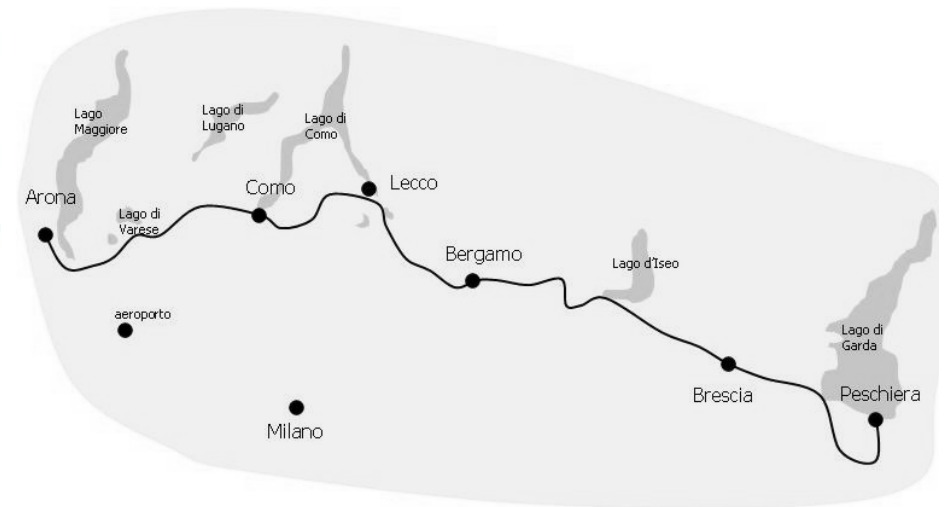 Lago
Maggiore
Lago di
Lugano
Lago di
Como
Arona
Como
Lecco
Lago di
Varese
Bergamo
Lago d'Iseo
aeroporto
Lago di
Garda
Brescia
Peschiera
Milano